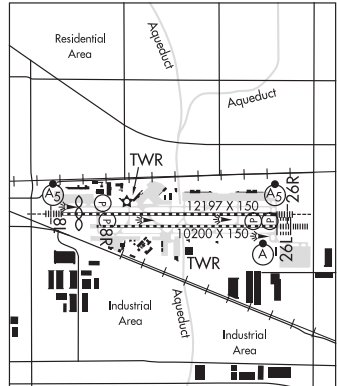 Residential
Area
Aqueduct
Aqueduct
TWR
A5
A5
26R
P
12197 X 150
8L
P
8R
P
P
10200 X 150
26L
A
TWR
Industrial
Area
Aqueduct
Industrial
Area